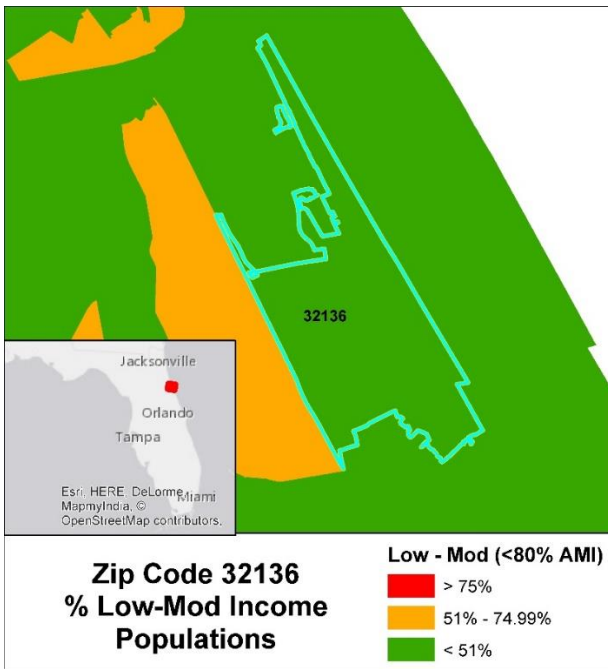 32136
Jacksonville
Orlando
Tampa
Miami
Esri, HERE, DeLorme,
MapmyIndia, ©
OpenStreetMap contributors,
Zip Code 32136
% Low-Mod Income
Populations
Low - Mod (<80% AMI)
> 75%
51% - 74.99%
< 51%